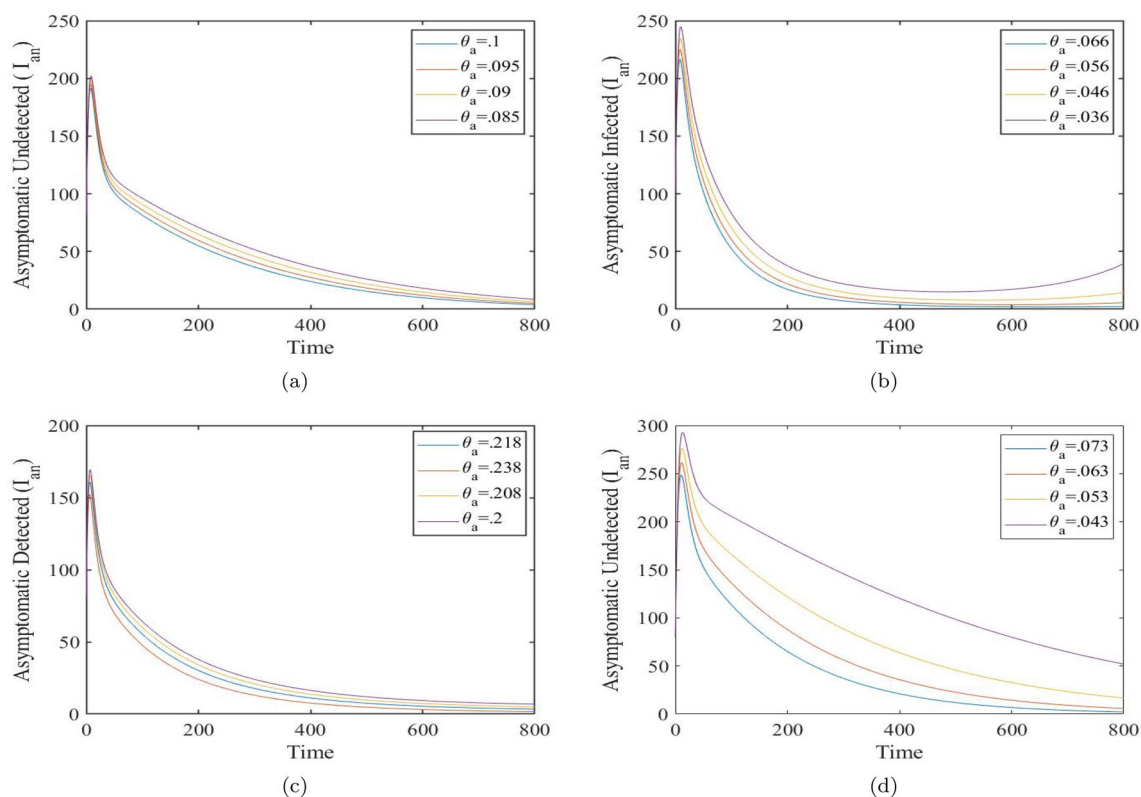 250
200
150
100
50
0
Asymptomatic Undetected ( I_an)
θ_a=.1
θ_a=.095
θ_a=.09
θ_a=.085
0 200 400 600 800
Time
(a)
250
200
150
100
50
0
Asymptomatic Infected (I_an)
θ_a=.066
θ_a=.056
θ_a=.046
θ_a=.036
0 200 400 600 800
Time
(b)
200
150
100
50
0
Asymptomatic Detected (I_an)
θ_a=.218
θ_a=.238
θ_a=.208
θ_a=.2
0 200 400 600 800
Time
(c)
300
250
200
150
100
50
0
Asymptomatic Undetected (I_an)
θ_a=.073
θ_a=.063
θ_a=.053
θ_a=.043
0 200 400 600 800
Time
(d)